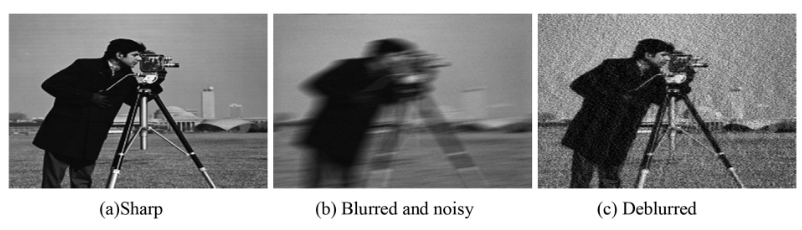 (a)Sharp
(b) Blurred and noisy
(c) Deblurred